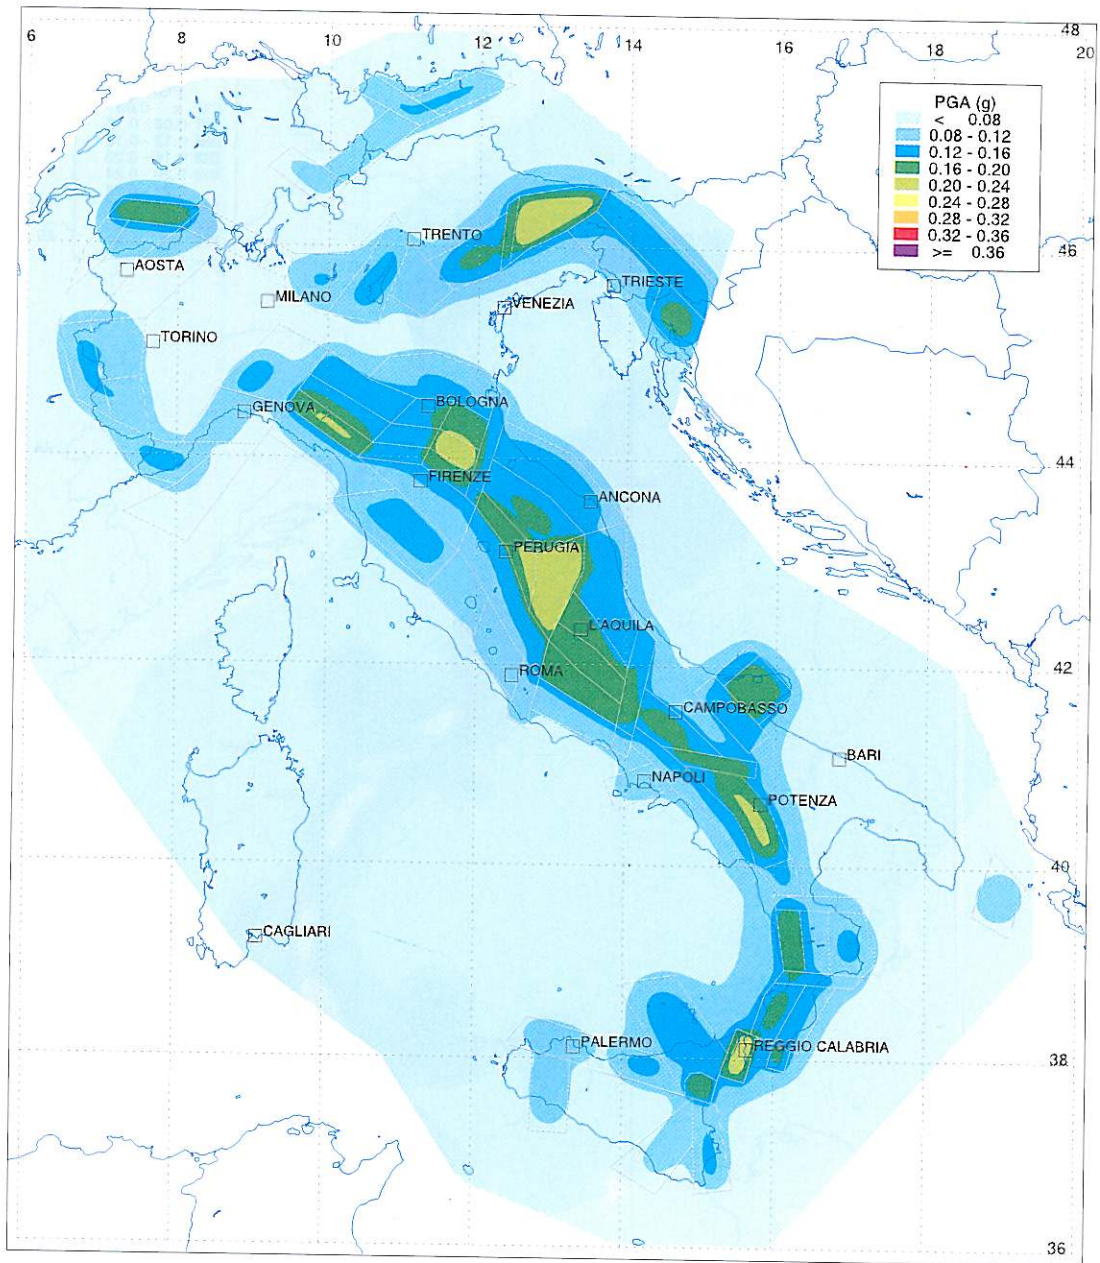 6 8 10 12 14 16 18 20
48
PGA (g)
< 0.08
0.08 - 0.12
0.12 - 0.16
0.16 - 0.20
0.20 - 0.24
0.24 - 0.28
0.28 - 0.32
0.32 - 0.36
>= 0.36
TRENTO
46
AOSTA
TRIESTE
MILANO
VENEZIA
TORINO
GENOVA
BOLOGNA
44
FIRENZE
ANCONA
PERUGIA
L'AQUILA
ROMA
42
CAMPOBASSO
BARI
NAPOLI
POTENZA
40
CAGLIARI
PALERMO
REGGIO CALABRIA
38
36